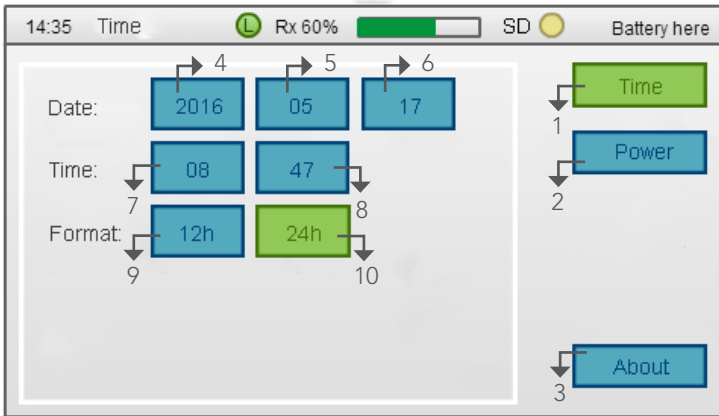 14:35 Time L Rx 60% SD Battery here
4 5 6
Date: 2016 05 17 Time
1
Power
Time: 08 47
7 8 2
Format: 12h 24h
9 10
About
3